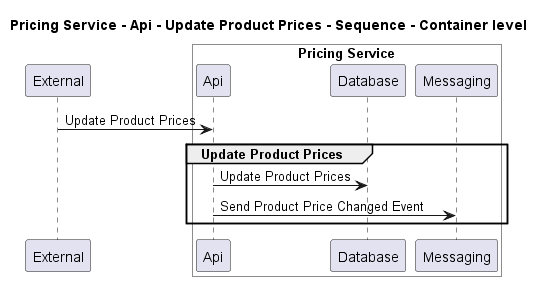 Pricing Service - Api - Update Product Prices - Sequence - Container level
Pricing Service
External
Api
Database
Messaging
Update Product Prices
Update Product Prices
Update Product Prices
Send Product Price Changed Event
External
Api
Database
Messaging